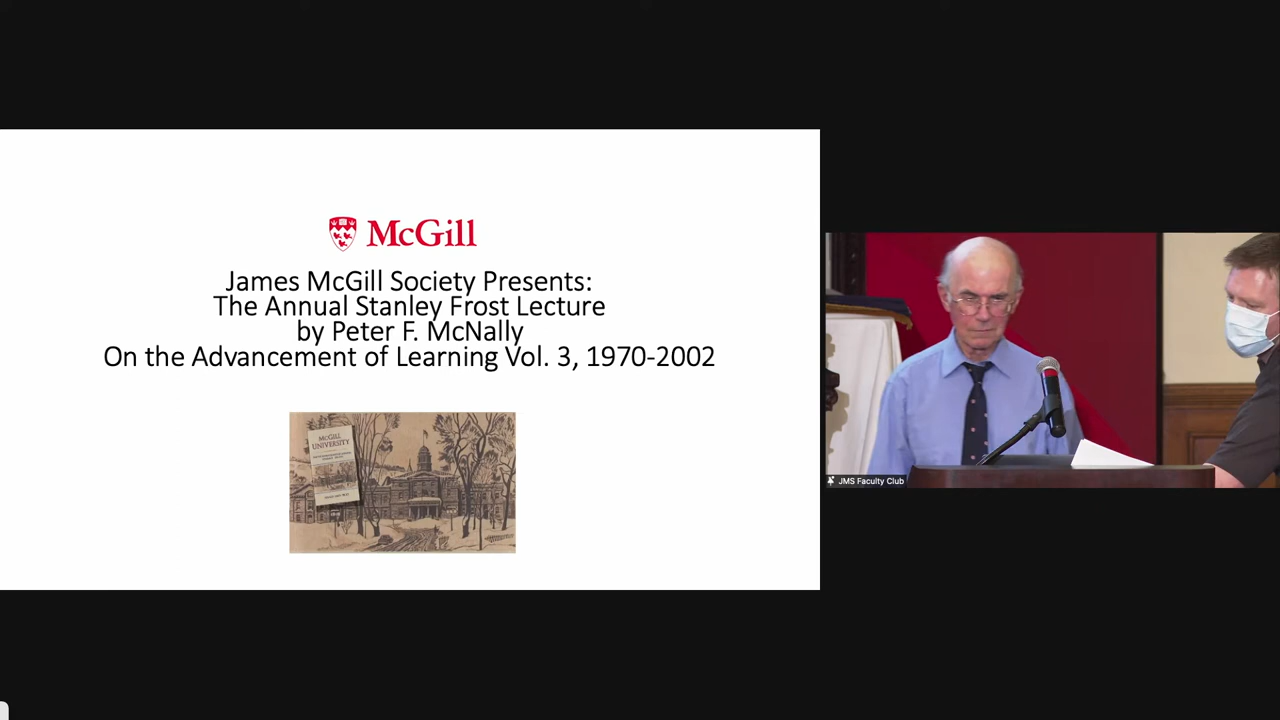 McGill
James McGill Society Presents:
The Annual Stanley Frost Lecture
by Peter F. McNally
On the Advancement of Learning Vol. 3, 1970-2002
McGILL
UNIVERSITY
JMS Faculty Club